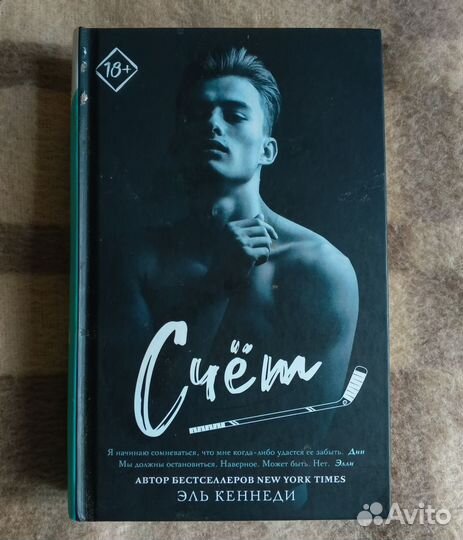 18+
Счёт
Я начинаю сомневаться, что мне когда-либо удастся ее забыть. Дин
Мы должны остановиться. Наверное. Может быть. Нет. Элли
АВТОР БЕСТСЕЛЛЕРОВ NEW YORK TIMES
ЭЛЬ КЕННЕДИ
Avito